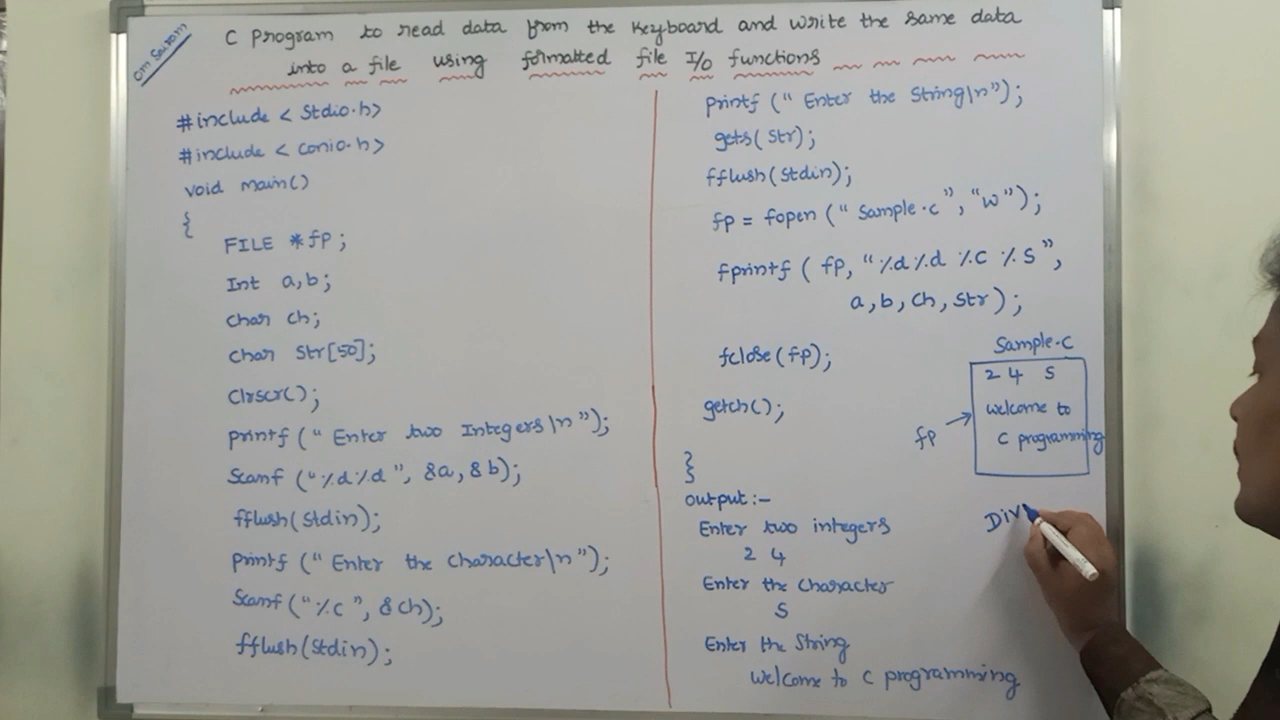 om Sairam
C program to read data from the keyboard and write the same data
into a file using formatted file I/O functions
#include < Stdio.h>
#include < conio.h>
void main()
{
FILE *fp;
Int a,b;
char ch;
char str[50];
Clrscr();
printf (" Enter two Integers\n");
Scanf ("%d%d", &a, &b);
fflush(stdin);
printf (" Enter the character\n");
Scanf("%c", &ch);
fflush(stdin);
printf (" Enter the String\n");
gets(str);
fflush(stdin);
fp = fopen (" Sample.c", "w");
fprintf ( fp, "%d%d %c %s",
a, b, ch, str );
fclose(fp);
getch();
}
Sample.c
2 4 S
welcome to
C programming
fp
output:-
Enter two integers
2 4
Enter the character
S
Enter the String
Welcome to C programming
Div